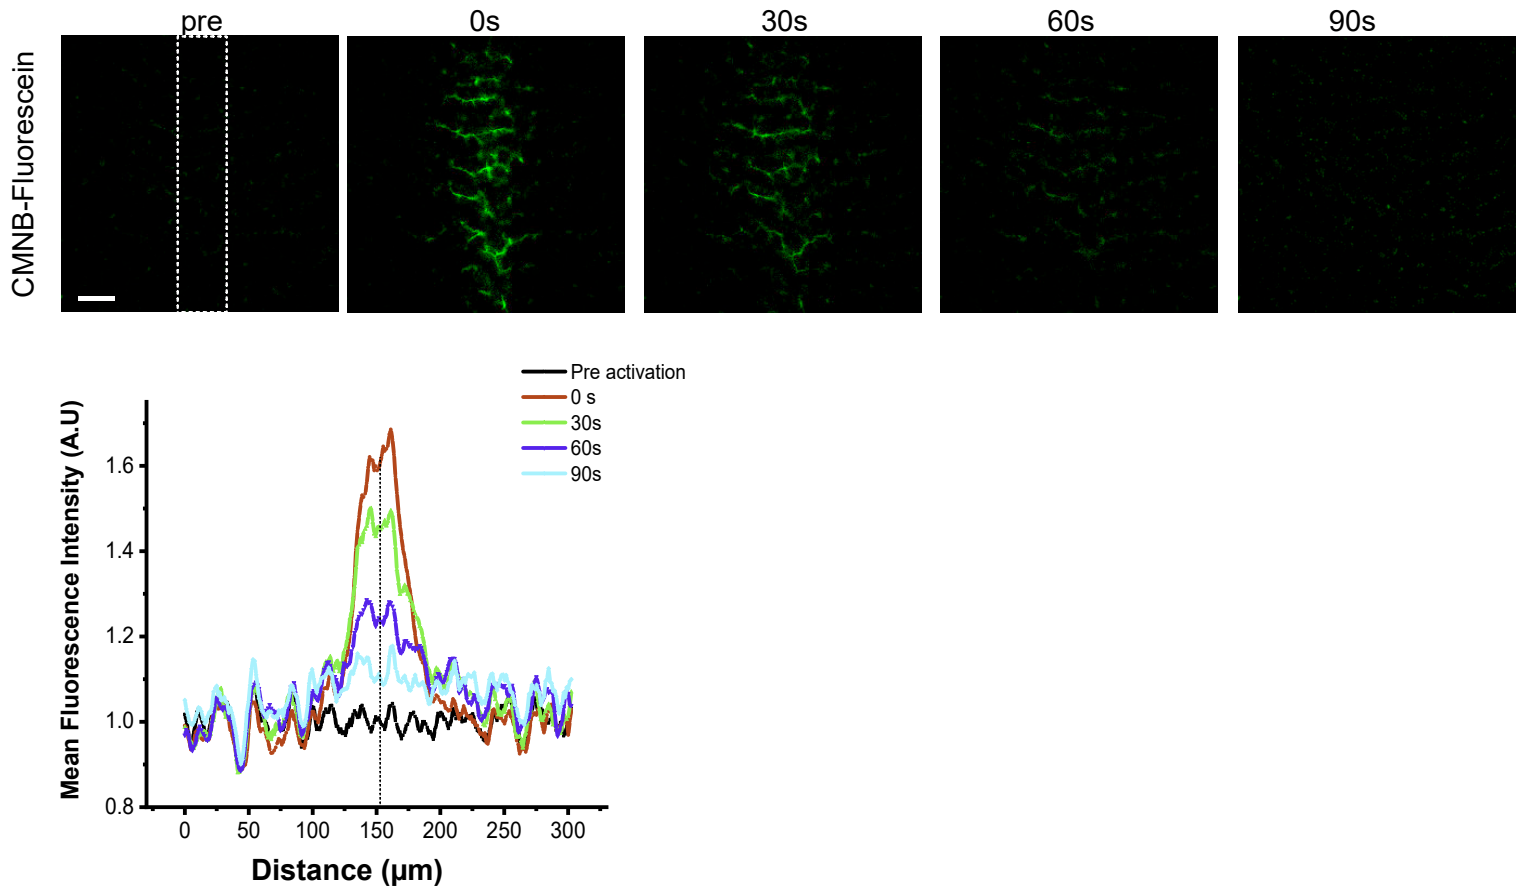 pre 0s 30s 60s 90s
CMNB-Fluorescein
Pre activation
0 s
30s
60s
90s
Mean Fluorescence Intensity (A.U)
1.6
1.4
1.2
1.0
0.8
0 50 100 150 200 250 300
Distance (µm)